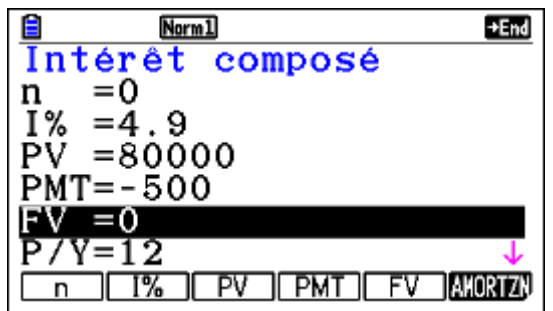 Norm1 →End
Intérêt composé
n =0
I% =4.9
PV =80000
PMT=-500
FV =0
P/Y=12 ↓
n I% PV PMT FV AMORTZN